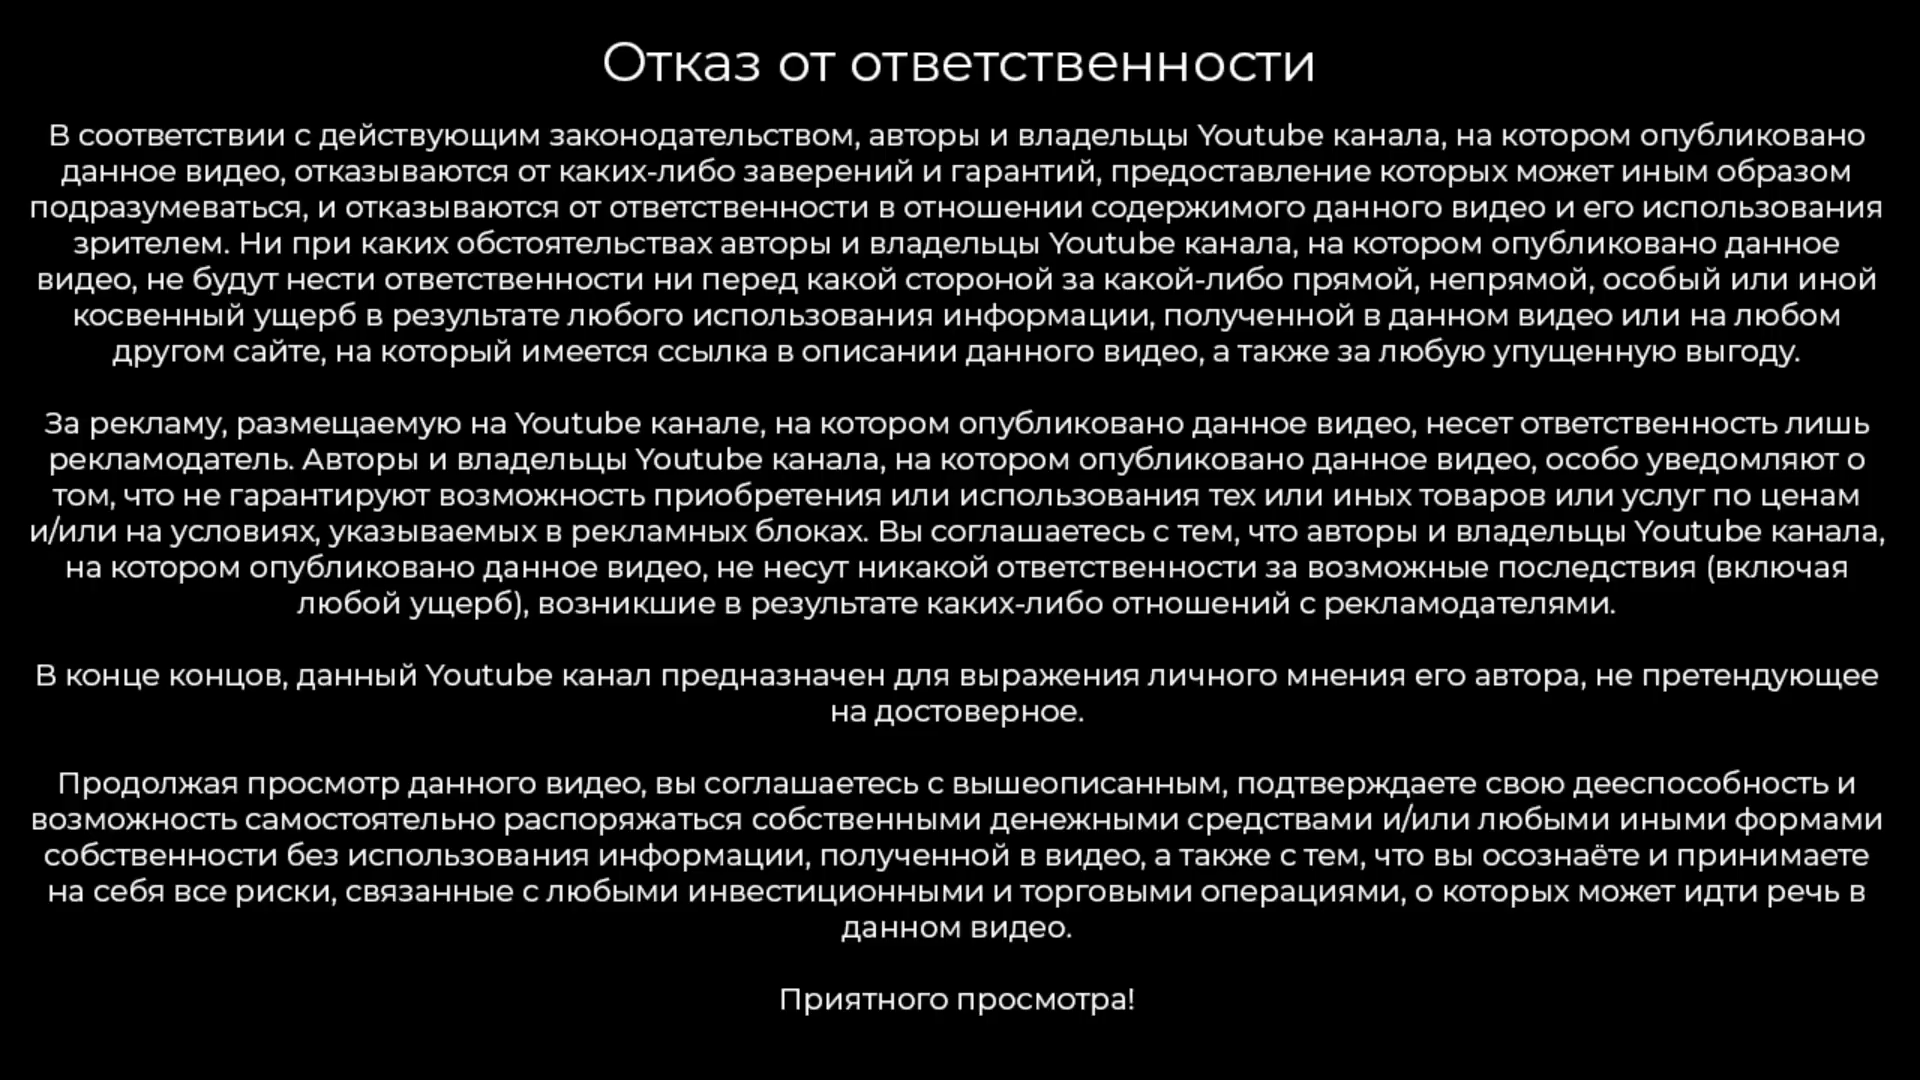 Отказ от ответственности
В соответствии с действующим законодательством, авторы и владельцы Youtube канала, на котором опубликовано
данное видео, отказываются от каких-либо заверений и гарантий, предоставление которых может иным образом
подразумеваться, и отказываются от ответственности в отношении содержимого данного видео и его использования
зрителем. Ни при каких обстоятельствах авторы и владельцы Youtube канала, на котором опубликовано данное
видео, не будут нести ответственности ни перед какой стороной за какой-либо прямой, непрямой, особый или иной
косвенный ущерб в результате любого использования информации, полученной в данном видео или на любом
другом сайте, на который имеется ссылка в описании данного видео, а также за любую упущенную выгоду.
За рекламу, размещаемую на Youtube канале, на котором опубликовано данное видео, несет ответственность лишь
рекламодатель. Авторы и владельцы Youtube канала, на котором опубликовано данное видео, особо уведомляют о
том, что не гарантируют возможность приобретения или использования тех или иных товаров или услуг по ценам
и/или на условиях, указываемых в рекламных блоках. Вы соглашаетесь с тем, что авторы и владельцы Youtube канала,
на котором опубликовано данное видео, не несут никакой ответственности за возможные последствия (включая
любой ущерб), возникшие в результате каких-либо отношений с рекламодателями.
В конце концов, данный Youtube канал предназначен для выражения личного мнения его автора, не претендующее
на достоверное.
Продолжая просмотр данного видео, вы соглашаетесь с вышеописанным, подтверждаете свою дееспособность и
возможность самостоятельно распоряжаться собственными денежными средствами и/или любыми иными формами
собственности без использования информации, полученной в видео, а также с тем, что вы осознаёте и принимаете
на себя все риски, связанные с любыми инвестиционными и торговыми операциями, о которых может идти речь в
данном видео.
Приятного просмотра!